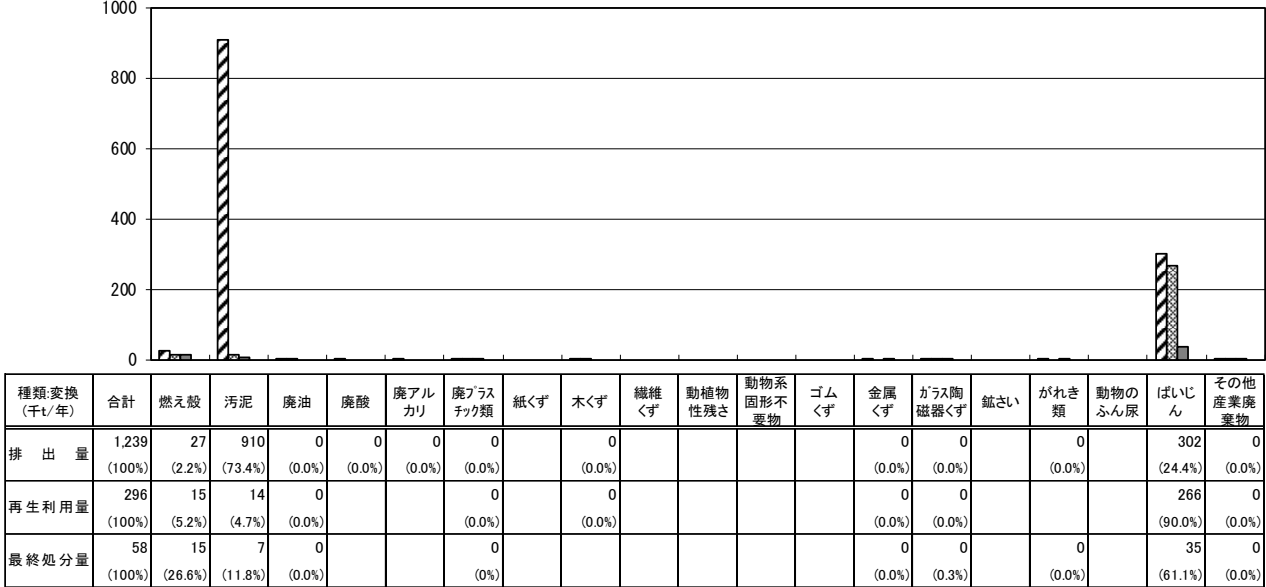 1000
800
600
400
200
0
種類:変換 (千t/年) 合計 燃え殻 汚泥 廃油 廃酸 廃アルカリ 廃プラスチック類 紙くず 木くず 繊維くず 動植物性残さ 動物系固形不要物 ゴムくず 金属くず ガラス陶磁器くず 鉱さい がれき類 動物のふん尿 ばいじん その他産業廃棄物
排出量 1,239 27 910 0 0 0 0 0 0 0 0 302 0
(100%) (2.2%) (73.4%) (0.0%) (0.0%) (0.0%) (0.0%) (0.0%) (0.0%) (0.0%) (0.0%) (24.4%) (0.0%)
再生利用量 296 15 14 0 0 0 0 0 266 0
(100%) (5.2%) (4.7%) (0.0%) (0.0%) (0.0%) (0.0%) (0.0%) (90.0%) (0.0%)
最終処分量 58 15 7 0 0 0 0 0 35 0
(100%) (26.6%) (11.8%) (0.0%) (0%) (0.0%) (0.3%) (0.0%) (61.1%) (0.0%)